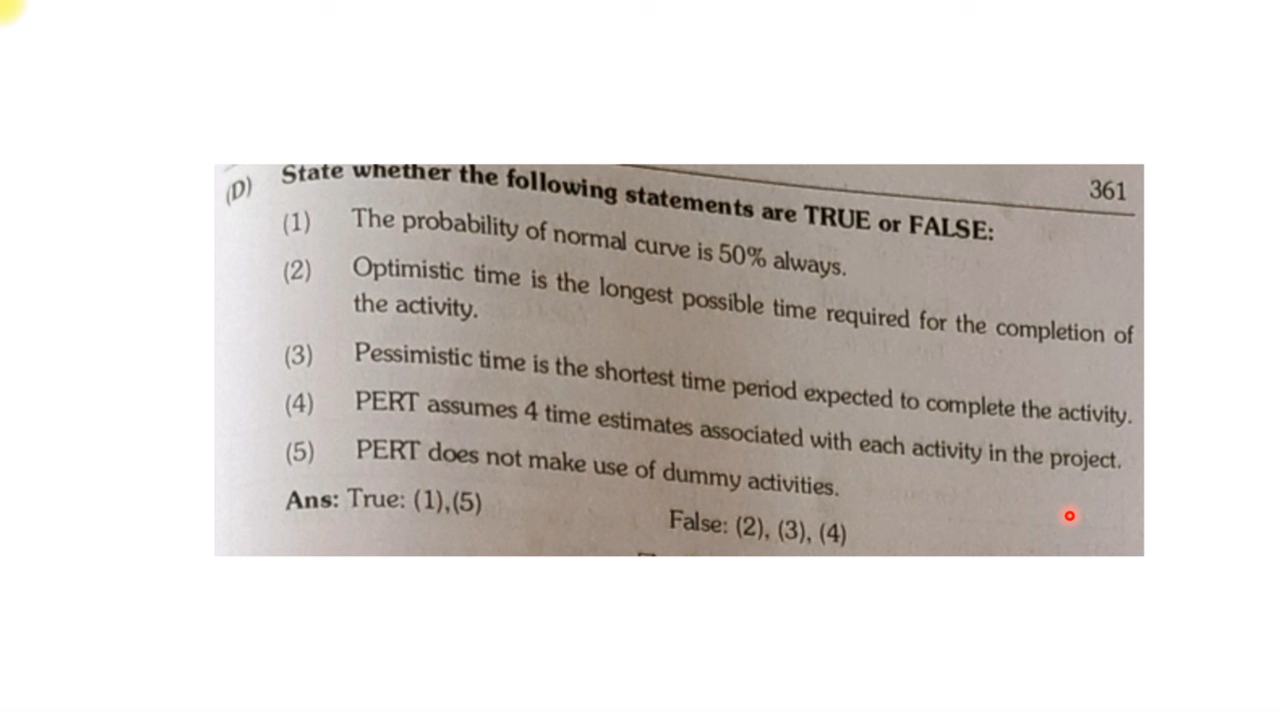 361
(D) State whether the following statements are TRUE or FALSE:
(1) The probability of normal curve is 50% always.
(2) Optimistic time is the longest possible time required for the completion of
the activity.
(3) Pessimistic time is the shortest time period expected to complete the activity.
(4) PERT assumes 4 time estimates associated with each activity in the project.
(5) PERT does not make use of dummy activities.
Ans: True: (1),(5) False: (2), (3), (4)